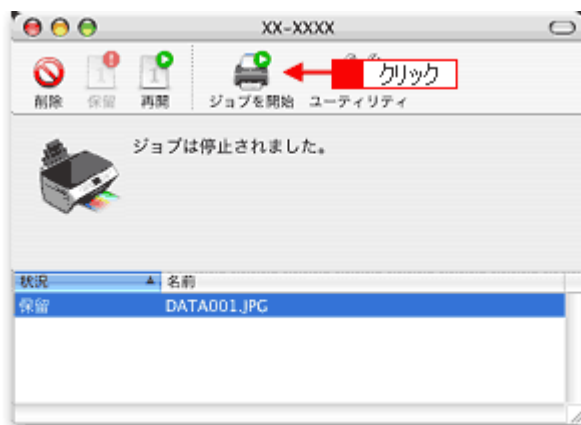 XX-XXXX
クリック
削除 保留 再開 ジョブを開始 ユーティリティ
ジョブは停止されました。
状況 名前
保留 DATA001.JPG